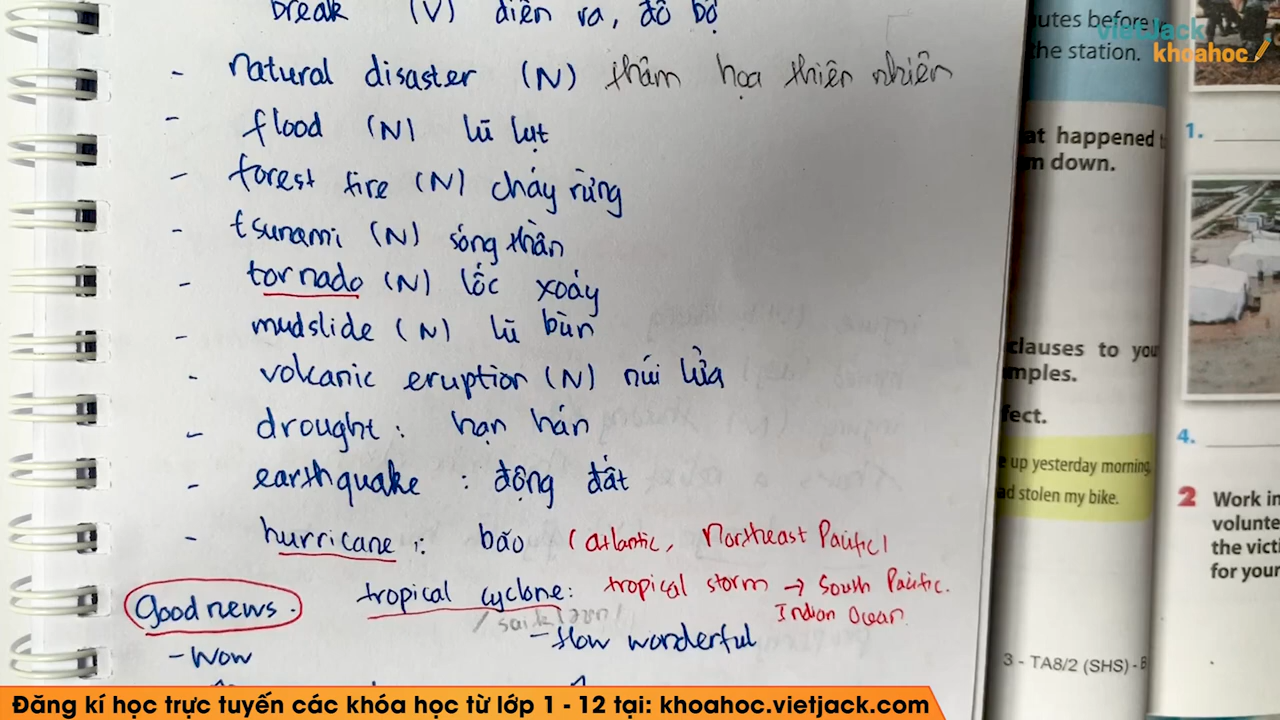 break (V) diễn ra, đổ bộ
- natural disaster (N) thảm họa thiên nhiên
- flood (N) lũ lụt
- forest fire (N) cháy rừng
- tsunami (N) sóng thần
- tornado (N) lốc xoáy
- mudslide (N) lũ bùn
- volcanic eruption (N) núi lửa
- drought : hạn hán
- earthquake : động đất
- hurricane : bão (atlantic, Northeast Pacific)
tropical cyclone: tropical storm → South Pacific.
Indian Ocean
Good news.
- Wow
- How wonderful
utes before
the station.
at happened
m down.
clauses to you
mples.
fect.
e up yesterday morning,
ad stolen my bike.
3 - TA8/2 (SHS) - B
1.
4.
2 Work in
volunte
the victi
for your
vietJack
khoahoc
Đăng kí học trực tuyến các khóa học từ lớp 1 - 12 tại: khoahoc.vietjack.com